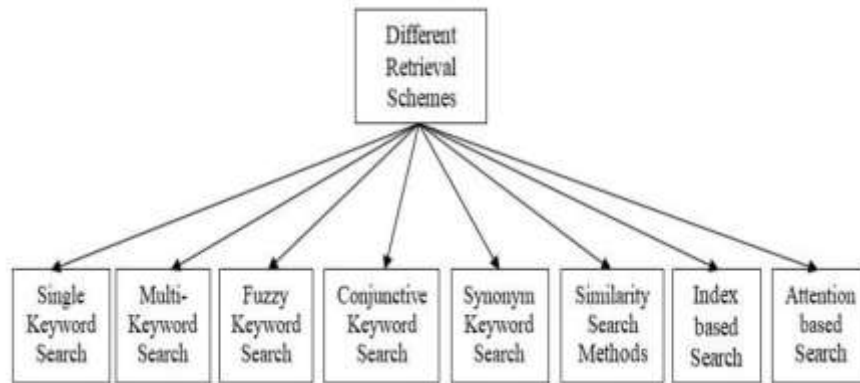 Different
Retrieval
Schemes
Single
Keyword
Search
Multi-
Keyword
Search
Fuzzy
Keyword
Search
Conjunctive
Keyword
Search
Synonym
Keyword
Search
Similarity
Search
Methods
Index
based
Search
Attention
based
Search